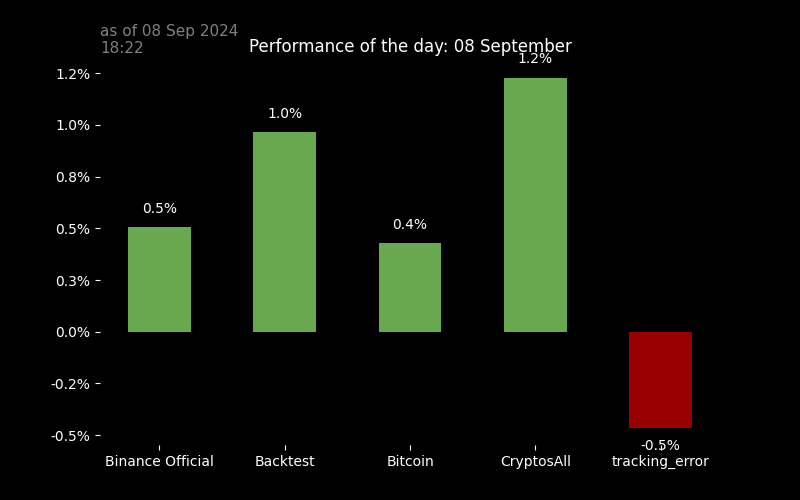 as of 08 Sep 2024
18:22
Performance of the day: 08 September
1.2%
1.0%
0.8%
0.5%
0.3%
0.0%
-0.2%
-0.5%
0.5%
1.0%
0.4%
1.2%
-0.5%
Binance Official
Backtest
Bitcoin
CryptosAll
tracking_error